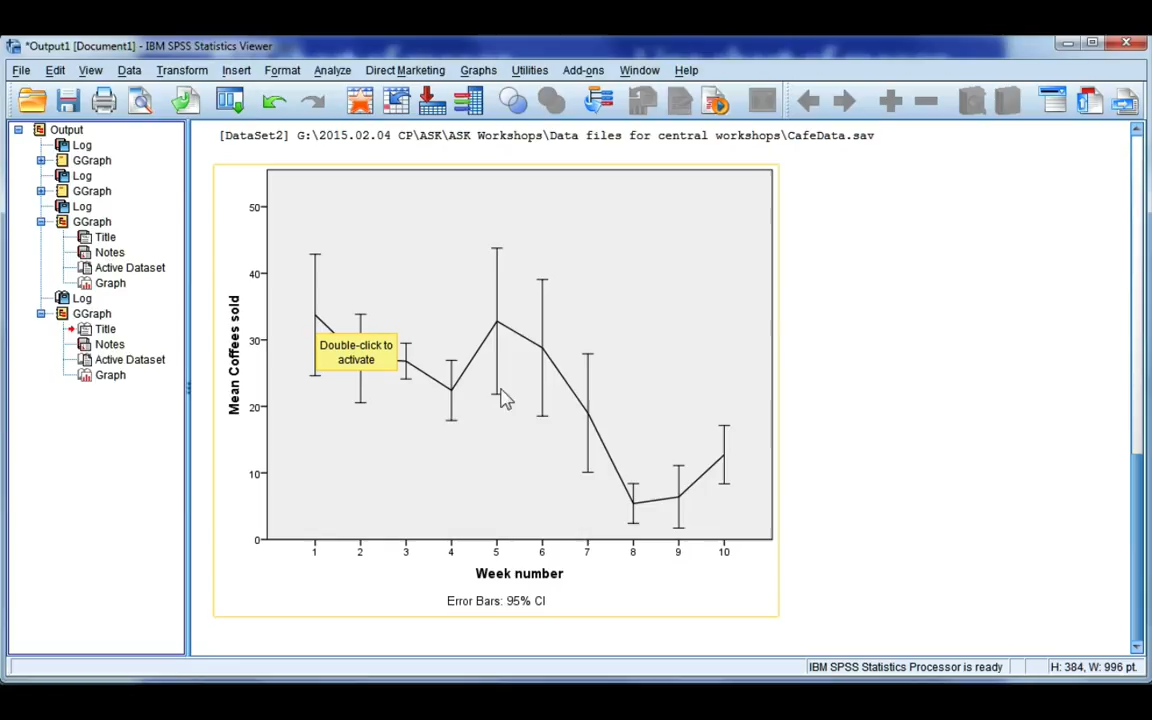 *Output1 [Document1] - IBM SPSS Statistics Viewer
File Edit View Data Transform Insert Format Analyze Direct Marketing Graphs Utilities Add-ons Window Help
Output
Log
GGraph
Log
GGraph
Log
GGraph
Title
Notes
Active Dataset
Graph
Log
GGraph
Title
Notes
Active Dataset
Graph
[DataSet2] G:\2015.02.04 CP\ASK\ASK Workshops\Data files for central workshops\CafeData.sav
Mean Coffees sold
50
40
30
20
10
0
Double-click to
activate
1 2 3 4 5 6 7 8 9 10
Week number
Error Bars: 95% CI
IBM SPSS Statistics Processor is ready H: 384, W: 996 pt.